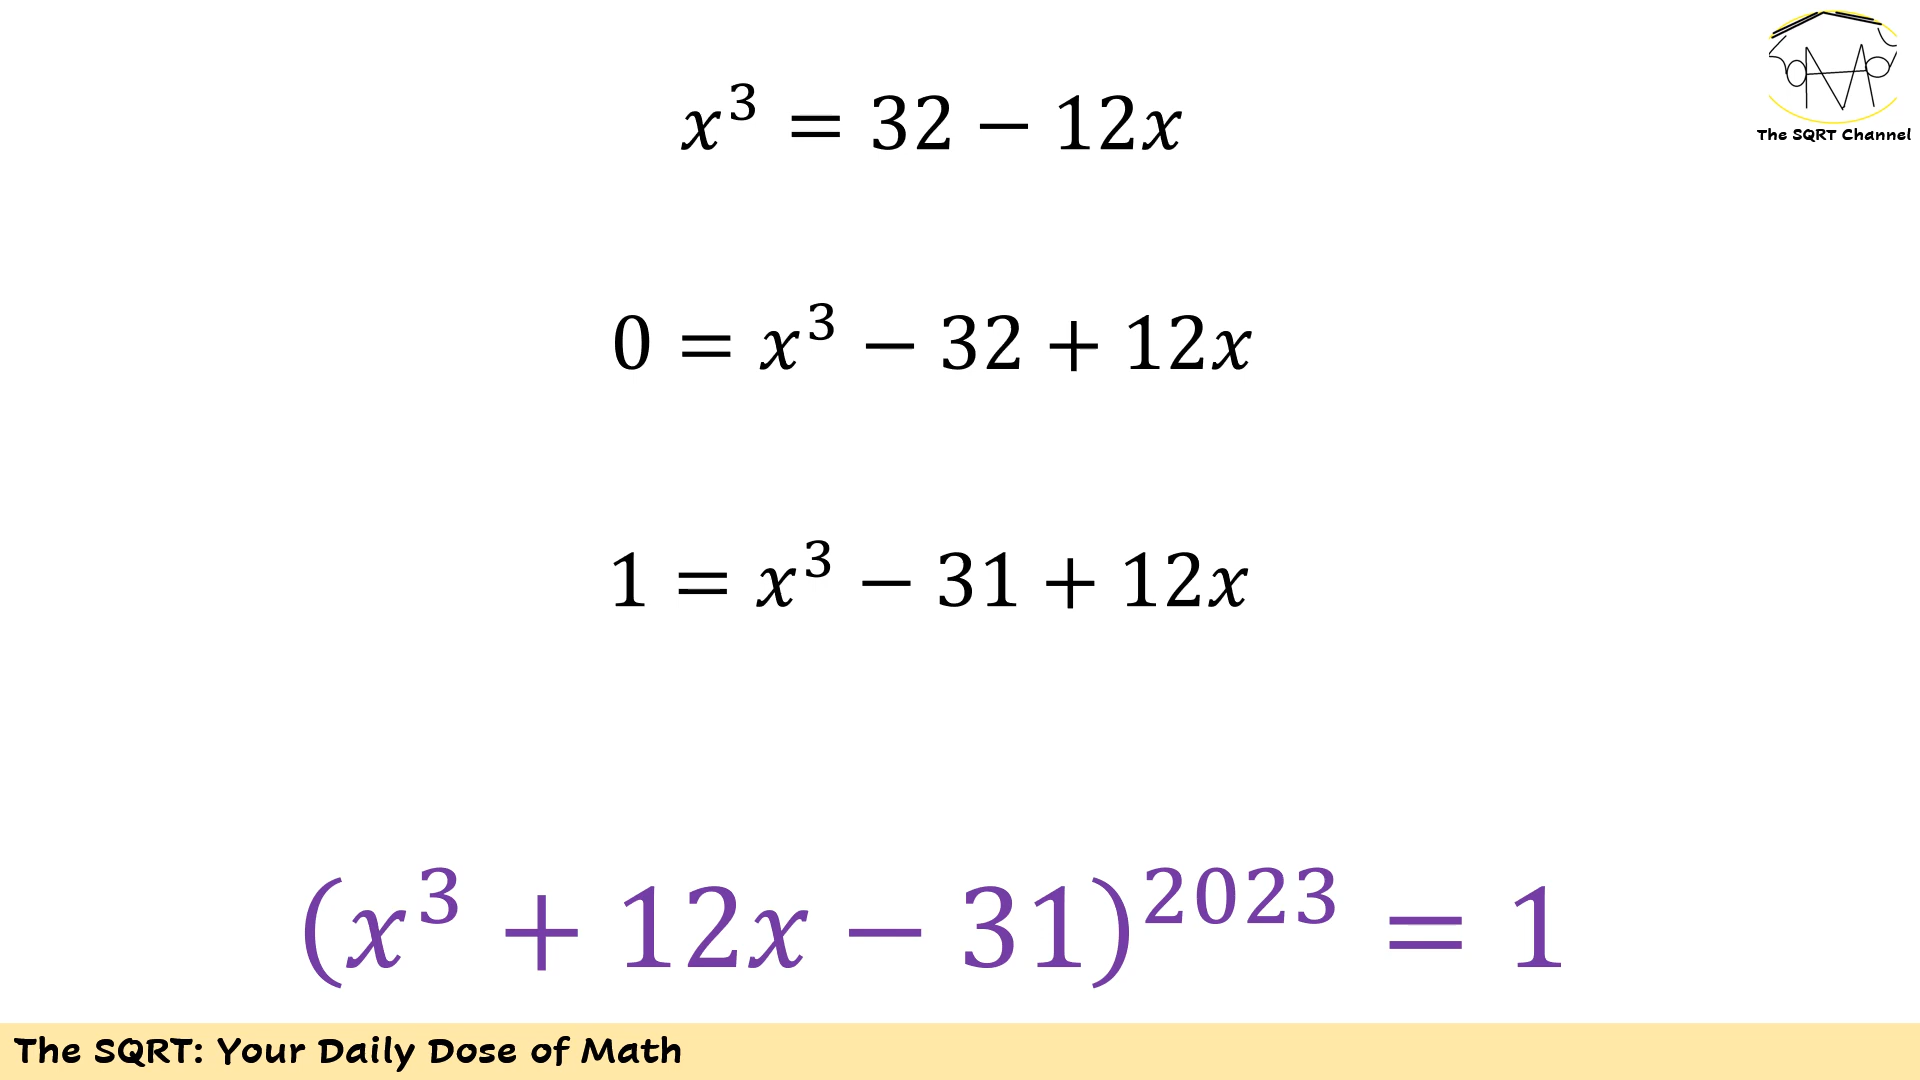 x³ = 32 − 12x
The SQRT Channel
0 = x³ − 32 + 12x
1 = x³ − 31 + 12x
(x³ + 12x − 31)²⁰²³ = 1
The SQRT: Your Daily Dose of Math